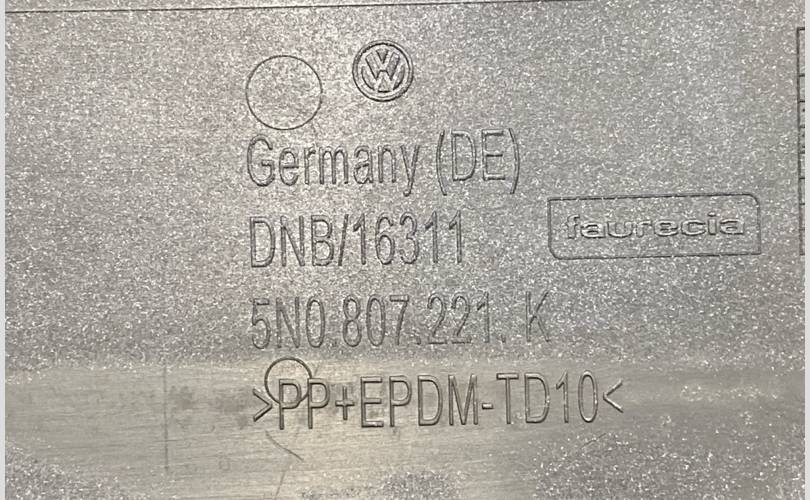 Germany (DE)
DNB/16311
faurecia
5N0.807.221. K
>PP+EPDM-TD10<